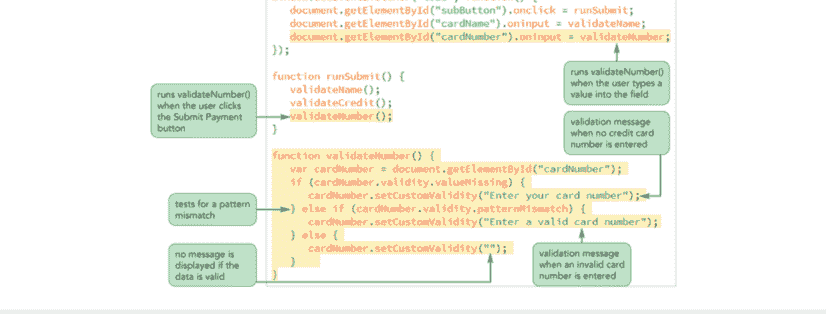 document.getElementById("subButton").onclick = runSubmit;
document.getElementById("cardName").oninput = validateName;
document.getElementById("cardNumber").oninput = validateNumber;
});
function runSubmit() {
validateName();
validateCredit();
validateNumber();
}
runs validateNumber()
when the user clicks
the Submit Payment
button
runs validateNumber()
when the user types a
value into the field
validation message
when no credit card
number is entered
function validateNumber() {
var cardNumber = document.getElementById("cardNumber");
if (cardNumber.validity.valueMissing) {
cardNumber.setCustomValidity("Enter your card number");
} else if (cardNumber.validity.patternMismatch) {
cardNumber.setCustomValidity("Enter a valid card number");
} else {
cardNumber.setCustomValidity("");
}
}
tests for a pattern
mismatch
no message is
displayed if the
data is valid
validation message
when an invalid card
number is entered